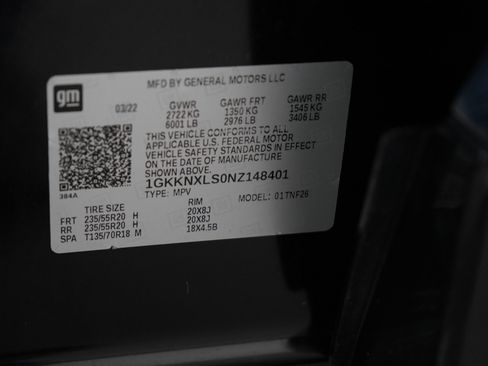 MFD BY GENERAL MOTORS LLC
gm
03/22 GVWR GAWR FRT GAWR RR
2722 KG 1350 KG 1545 KG
6001 LB 2976 LB 3406 LB
THIS VEHICLE CONFORMS TO ALL
APPLICABLE U.S. FEDERAL MOTOR
VEHICLE SAFETY STANDARDS IN EFFECT
ON THE DATE OF MANUFACTURE
SHOWN ABOVE.
384A
1GKKNXLS0NZ148401
TYPE: MPV
TIRE SIZE RIM MODEL: 01TNF26
FRT 235/55R20 H 20X8J
RR 235/55R20 H 20X8J
SPA T135/70R18 M 18X4.5B